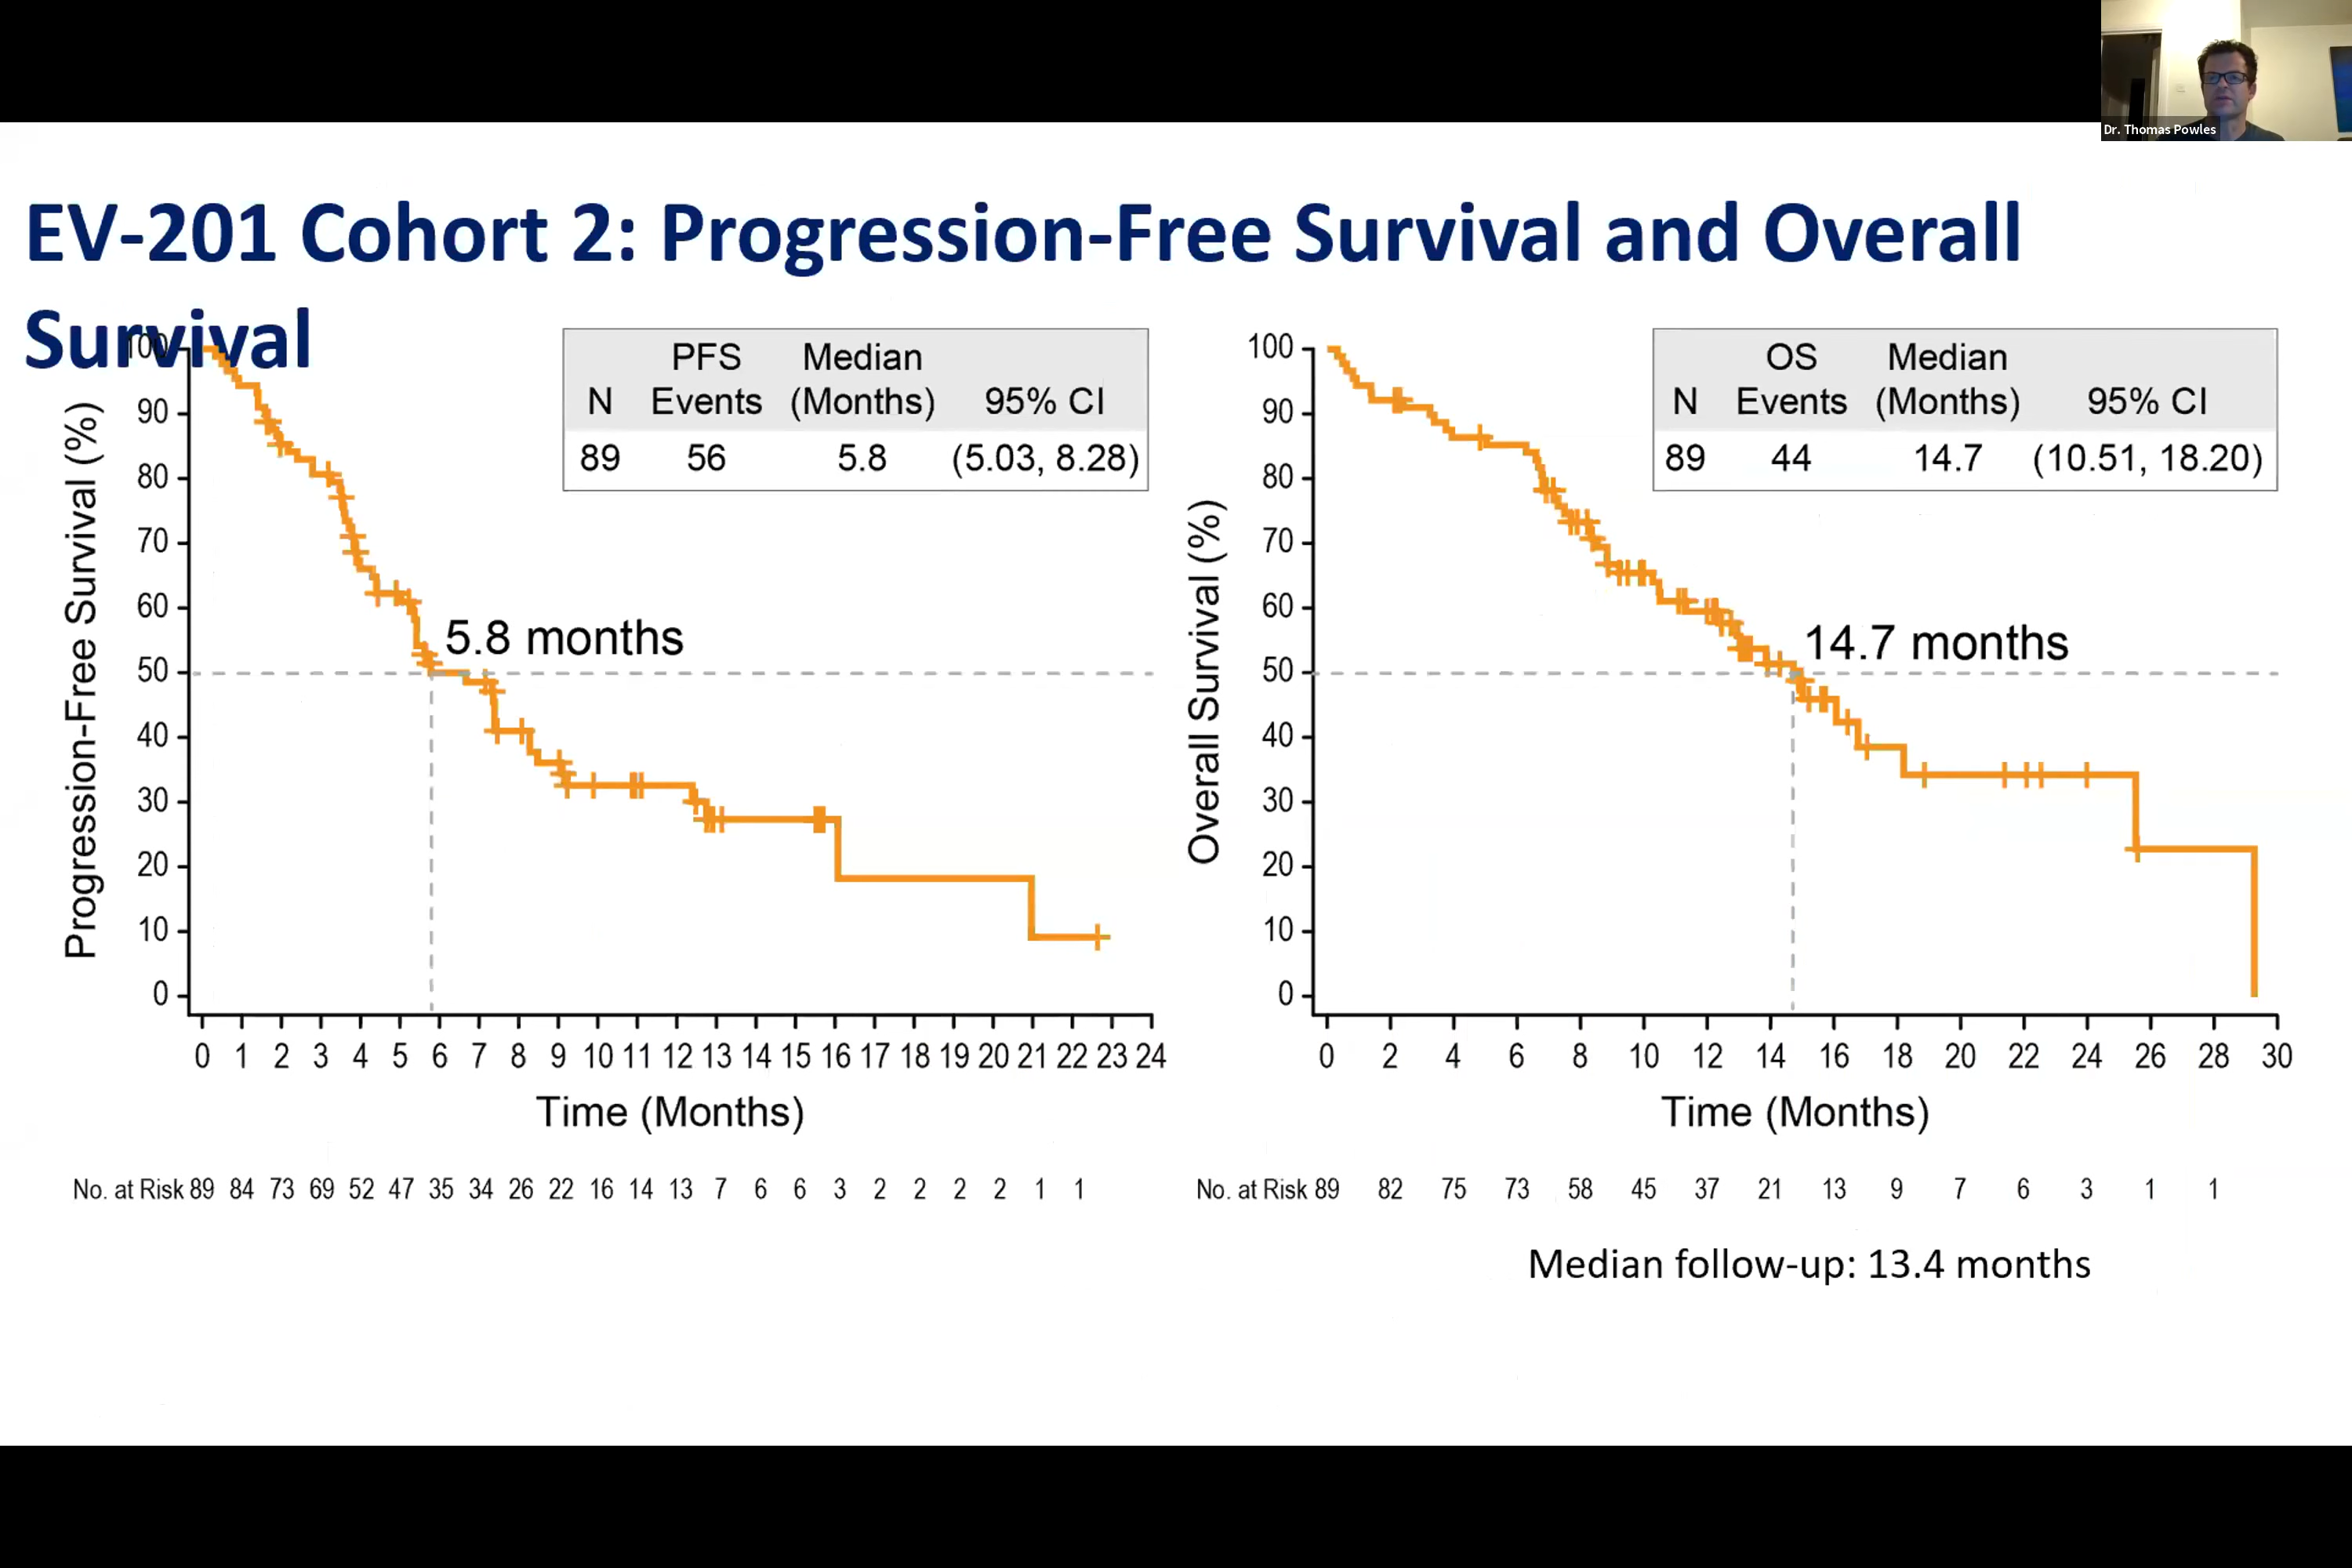 Dr. Thomas Powles
EV-201 Cohort 2: Progression-Free Survival and Overall
Survival
PFS Median
N Events (Months) 95% CI
89 56 5.8 (5.03, 8.28)
Progression-Free Survival (%)
100
90
80
70
60
50
40
30
20
10
0
5.8 months
0 1 2 3 4 5 6 7 8 9 10 11 12 13 14 15 16 17 18 19 20 21 22 23 24
Time (Months)
No. at Risk 89 84 73 69 52 47 35 34 26 22 16 14 13 7 6 6 3 2 2 2 2 1 1
OS Median
N Events (Months) 95% CI
89 44 14.7 (10.51, 18.20)
Overall Survival (%)
100
90
80
70
60
50
40
30
20
10
0
14.7 months
0 2 4 6 8 10 12 14 16 18 20 22 24 26 28 30
Time (Months)
No. at Risk 89 82 75 73 58 45 37 21 13 9 7 6 3 1 1
Median follow-up: 13.4 months